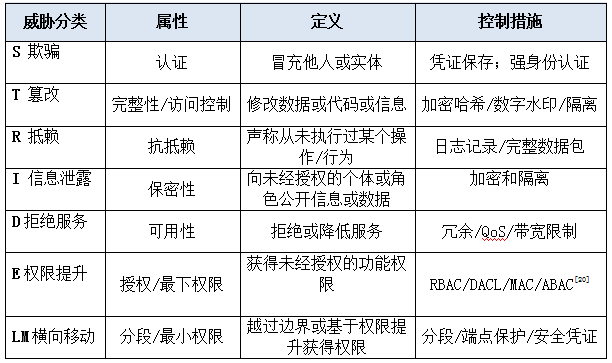 威胁分类 属性 定义 控制措施
S 欺骗 认证 冒充他人或实体 凭证保存；强身份认证
T 篡改 完整性/访问控制 修改数据或代码或信息 加密哈希/数字水印/隔离
R 抵赖 抗抵赖 声称从未执行过某个操
作/行为 日志记录/完整数据包
I 信息泄露 保密性 向未经授权的个体或角
色公开信息或数据 加密和隔离
D拒绝服务 可用性 拒绝或降低服务 冗余/QoS/带宽限制
E权限提升 授权/最下权限 获得未经授权的功能权
限 RBAC/DACL/MAC/ABAC[20]
LM横向移动 分段/最小权限 越过边界或基于权限提
升获得权限 分段/端点保护/安全凭证